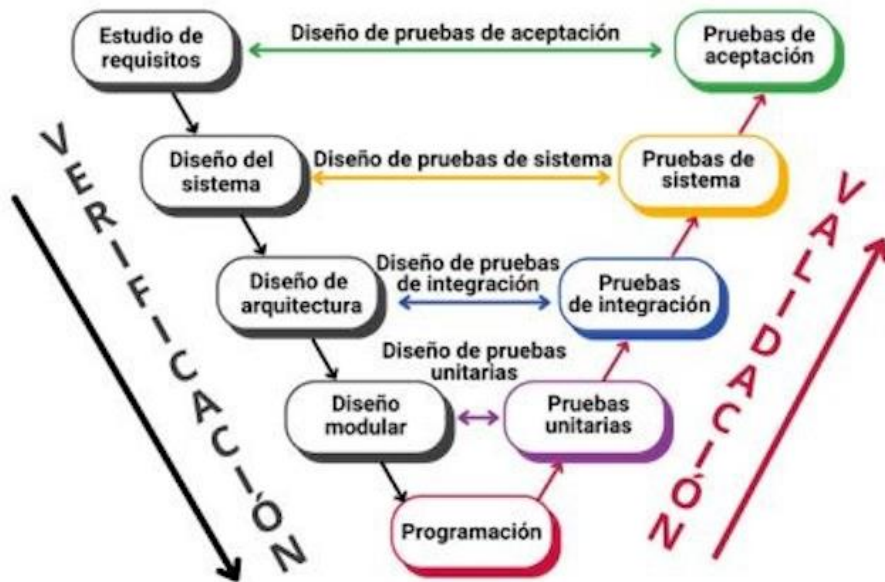 Estudio de
requisitos
Diseño de pruebas de aceptación
Pruebas de
aceptación
Diseño del
sistema
Diseño de pruebas de sistema
Pruebas de
sistema
Diseño de
arquitectura
Diseño de pruebas
de integración
Pruebas
de integración
Diseño
modular
Diseño de pruebas
unitarias
Pruebas
unitarias
Programación
VERIFICACIÓN
VALIDACIÓN